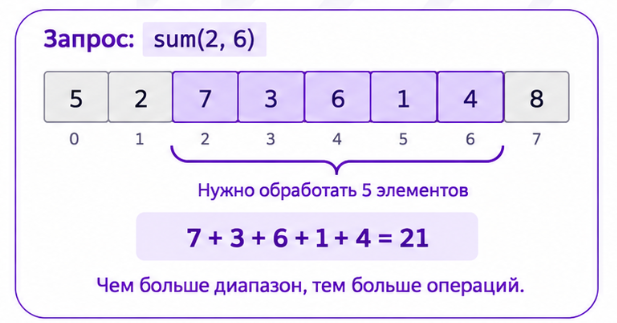 Запрос: sum(2, 6)
5 2 7 3 6 1 4 8
0 1 2 3 4 5 6 7
Нужно обработать 5 элементов
7 + 3 + 6 + 1 + 4 = 21
Чем больше диапазон, тем больше операций.